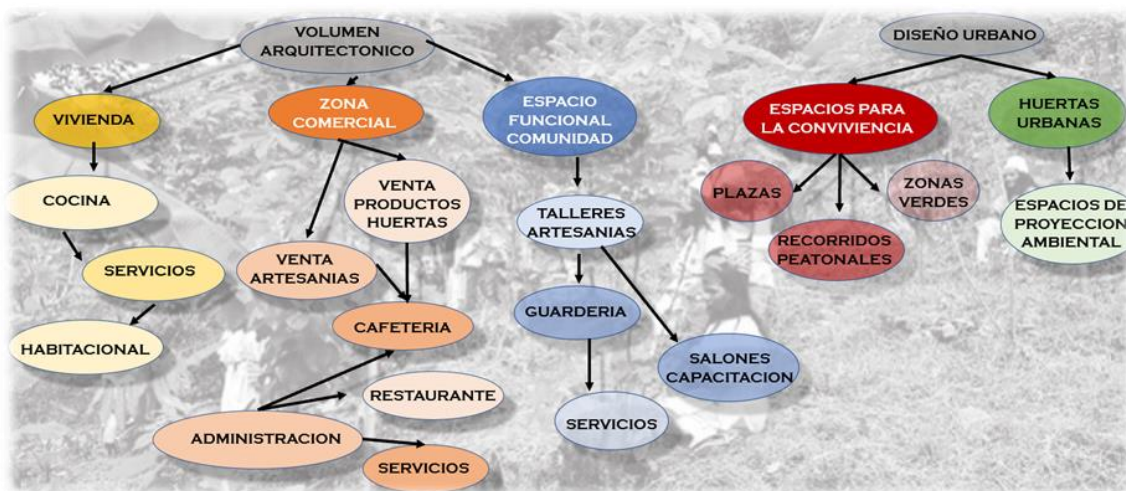 VOLUMEN
ARQUITECTONICO
DISEÑO URBANO
VIVIENDA
ZONA
COMERCIAL
ESPACIO
FUNCIONAL
COMUNIDAD
ESPACIOS PARA
LA CONVIVIENCIA
HUERTAS
URBANAS
COCINA
VENTA
PRODUCTOS
HUERTAS
TALLERES
ARTESANIAS
PLAZAS
ZONAS
VERDES
ESPACIOS DE
PROYECCION
AMBIENTAL
RECORRIDOS
PEATONALES
SERVICIOS
VENTA
ARTESANIAS
GUARDERIA
HABITACIONAL
CAFETERIA
SALONES
CAPACITACION
RESTAURANTE
SERVICIOS
ADMINISTRACION
SERVICIOS